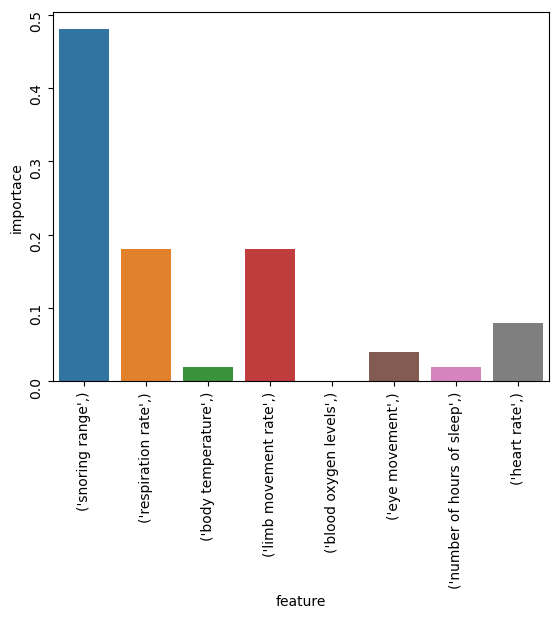 importace
0.5
0.4
0.3
0.2
0.1
0.0
('snoring range',)
('respiration rate',)
('body temperature',)
('limb movement rate',)
('blood oxygen levels',)
('eye movement',)
('number of hours of sleep',)
('heart rate',)
feature